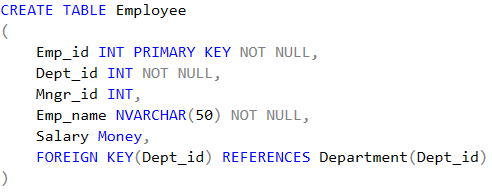 CREATE TABLE Employee
(
    Emp_id INT PRIMARY KEY NOT NULL,
    Dept_id INT NOT NULL,
    Mngr_id INT,
    Emp_name NVARCHAR(50) NOT NULL,
    Salary Money,
    FOREIGN KEY(Dept_id) REFERENCES Department(Dept_id)
)